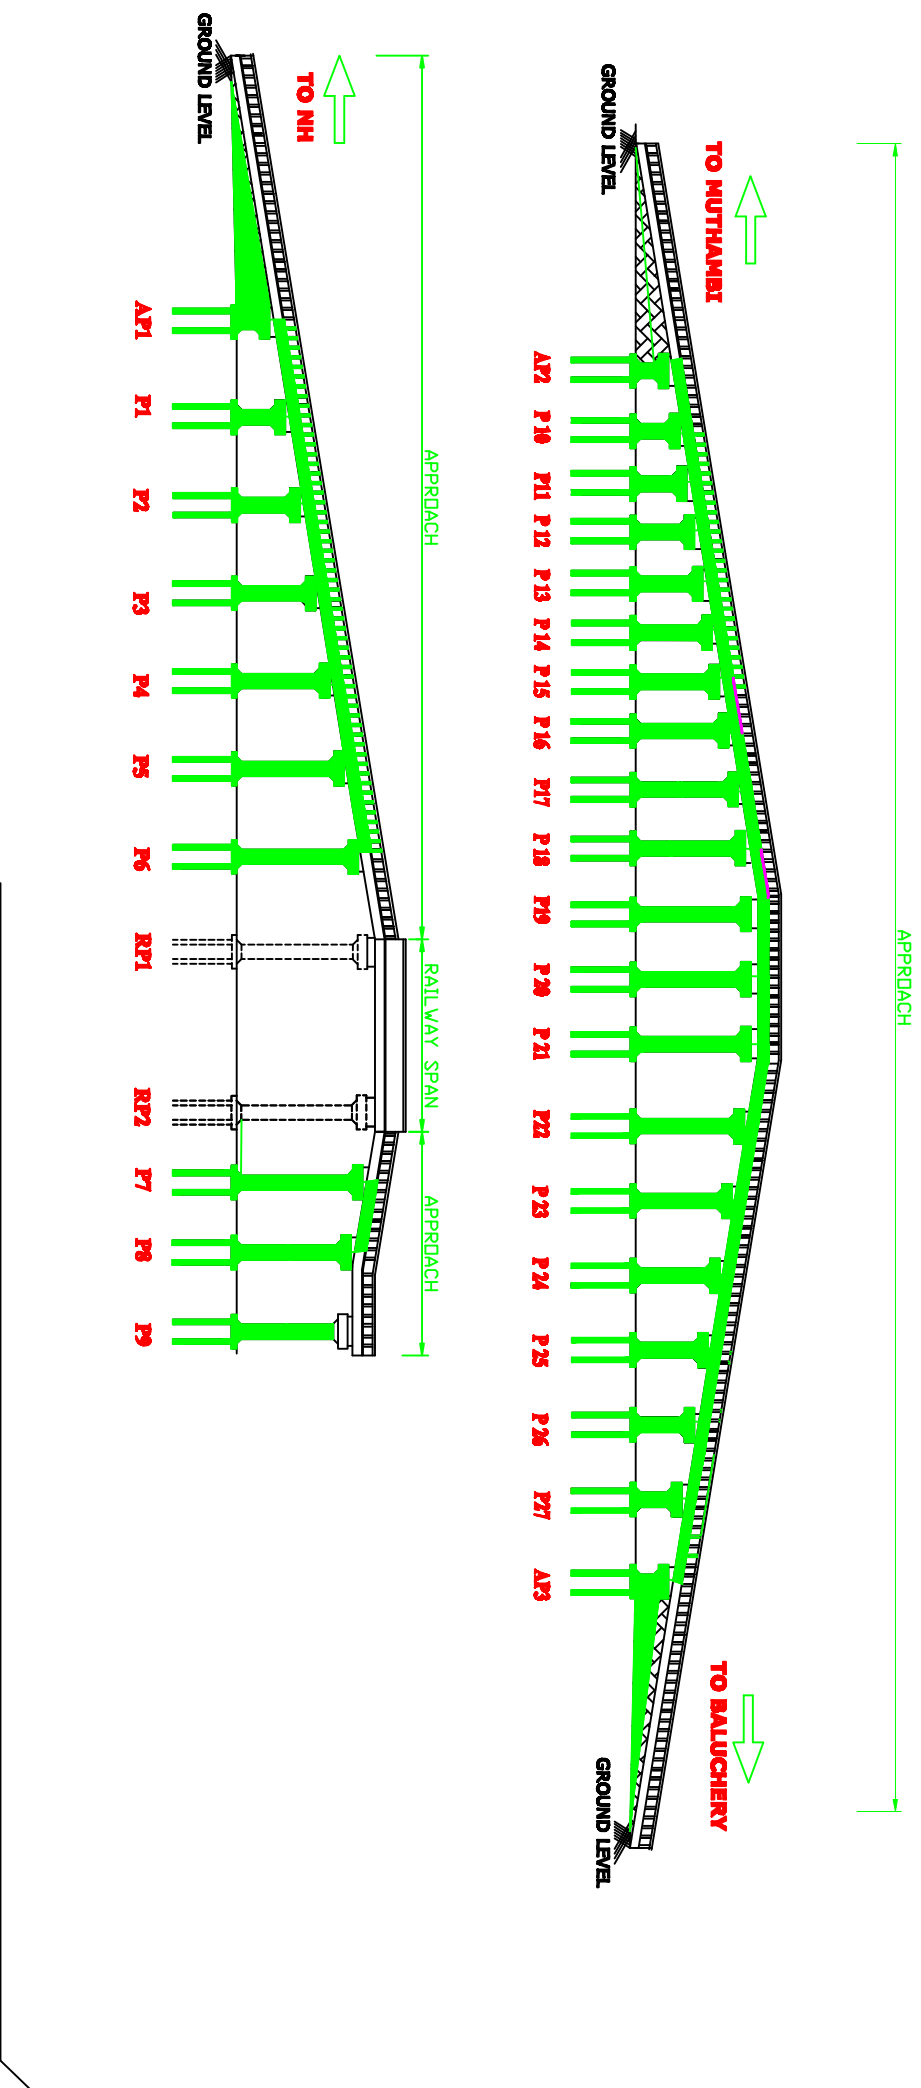 APPROACH
TO MUTHAMBI
TO BALUCHERY
GROUND LEVEL
GROUND LEVEL
AP2 P10 P11 P12 P13 P14 P15 P16 P17 P18 P19 P20 P21 P22 P23 P24 P25 P26 P27 AP3
APPROACH RAILWAY SPAN APPROACH
TO NH
GROUND LEVEL
AP1 P1 P2 P3 P4 P5 P6 RP1 RP2 P7 P8 P9